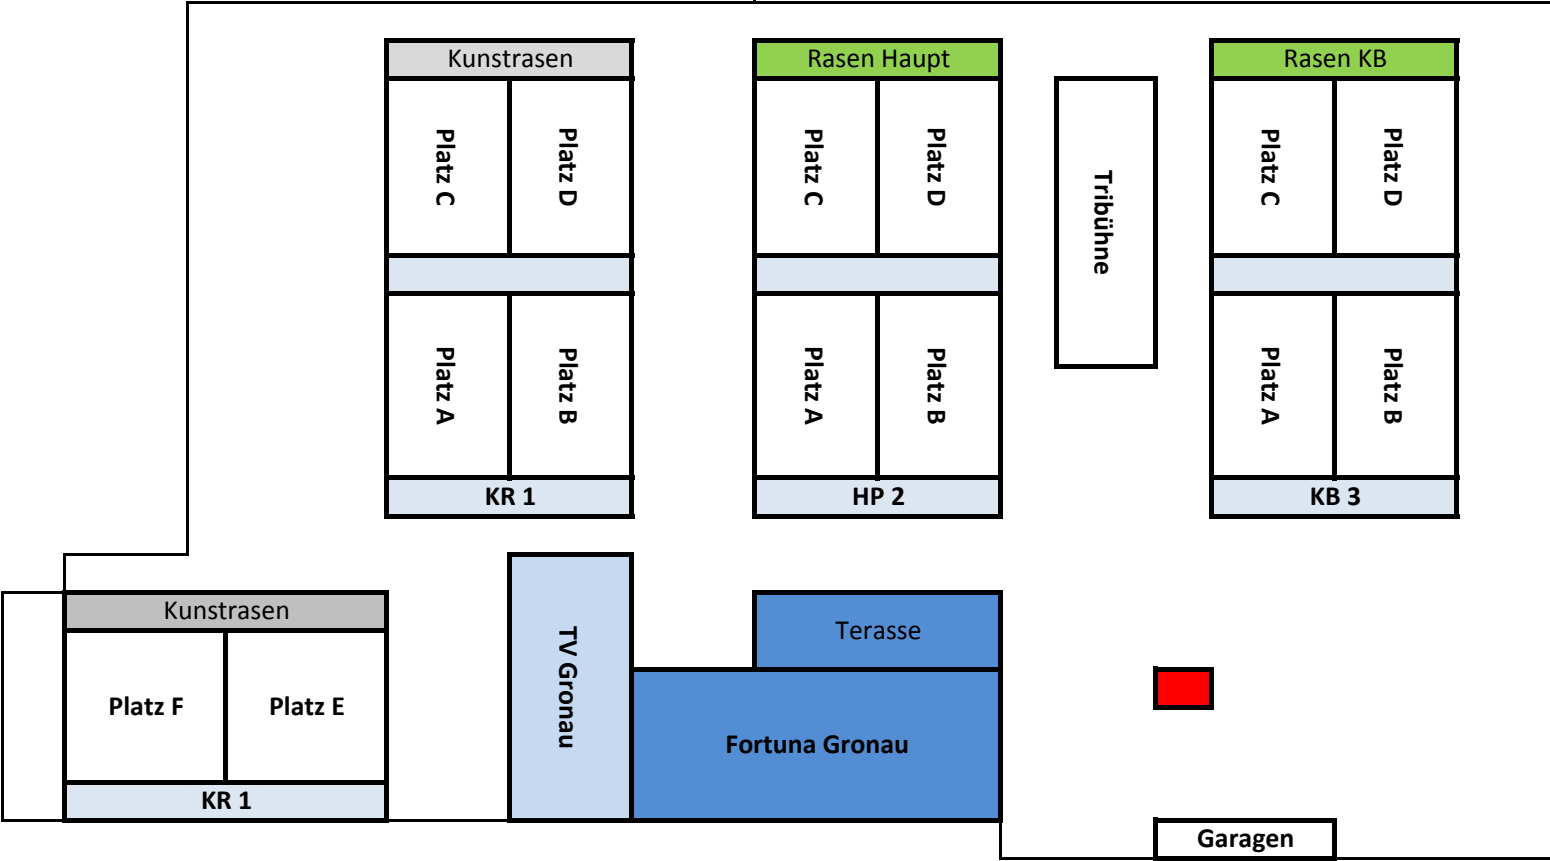 Kunstrasen
Rasen Haupt
Rasen KB
Platz C
Platz D
Platz C
Platz D
Tribühne
Platz C
Platz D
Platz A
Platz B
Platz A
Platz B
Platz A
Platz B
KR 1
HP 2
KB 3
Kunstrasen
TV Gronau
Terasse
Platz F
Platz E
Fortuna Gronau
KR 1
Garagen